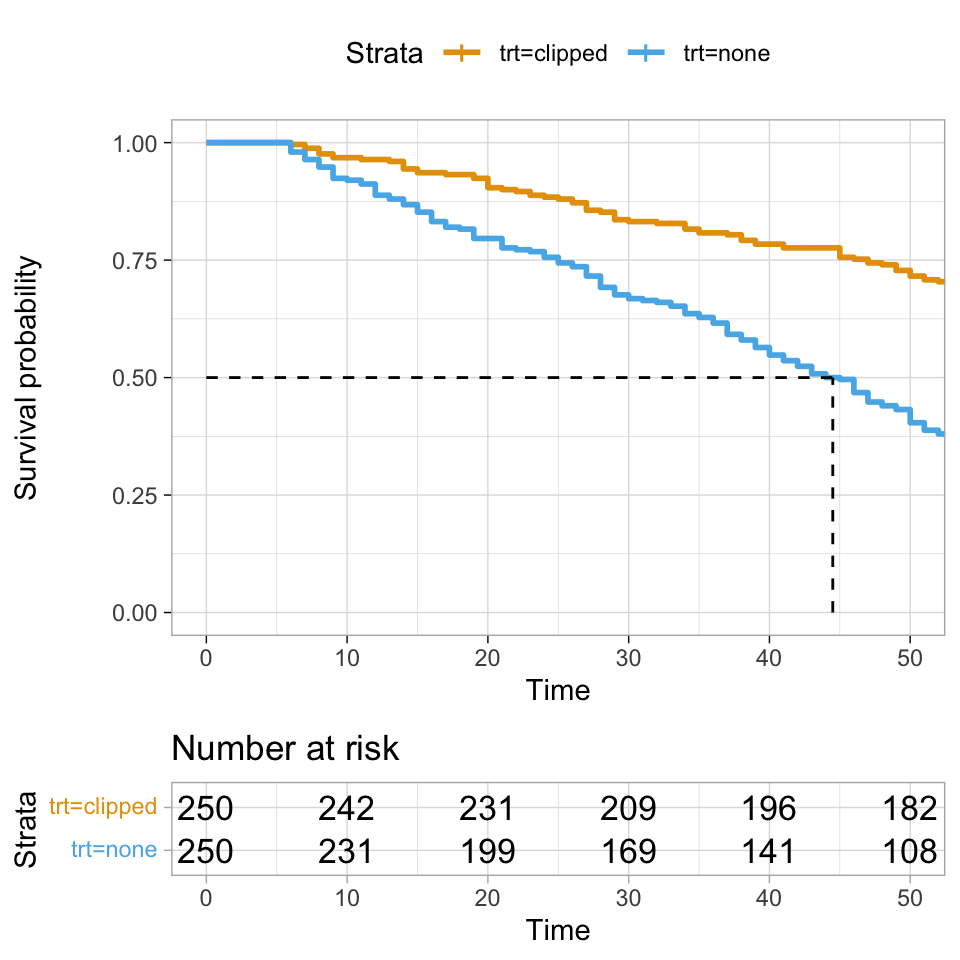 Strata trt=clipped trt=none
1.00
0.75
0.50
0.25
0.00
Survival probability
0 10 20 30 40 50
Time
Number at risk
Strata
trt=clipped 250 242 231 209 196 182
trt=none 250 231 199 169 141 108
0 10 20 30 40 50
Time